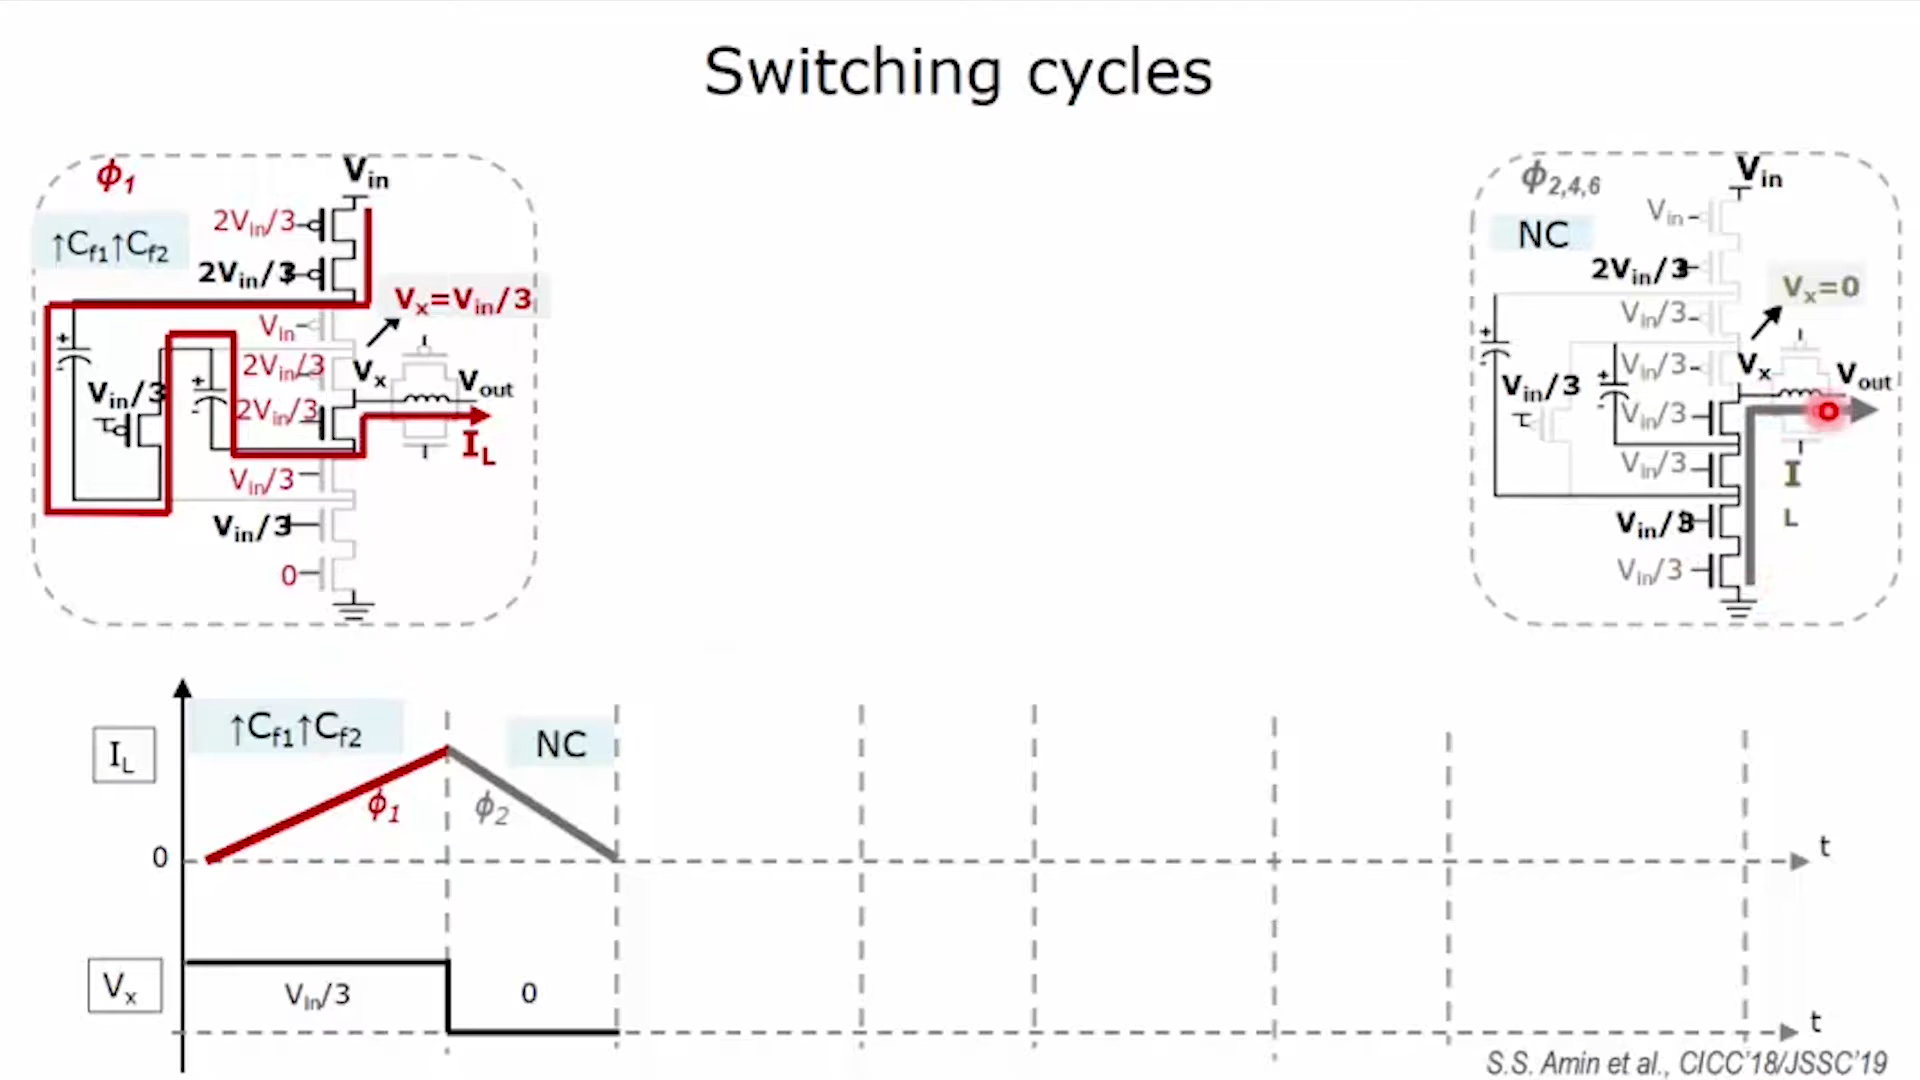 Switching cycles
ϕ1
↑Cf1↑Cf2
Vin
2Vin/3
2Vin/3
Vx=Vin/3
Vin
2Vin/3
Vx
Vout
Vin/3
2Vin/3
IL
Vin/3
Vin/3
0
+
-
+
-
ϕ2,4,6
NC
Vin
Vin
2Vin/3
Vx=0
Vin/3
Vin/3
Vx
Vout
Vin/3
Vin/3
Vin/3
I
L
Vin/3
Vin/3
+
-
+
-
IL
↑Cf1↑Cf2
NC
ϕ1
ϕ2
0
t
Vx
Vin/3
0
t
S.S. Amin et al., CICC'18/JSSC'19